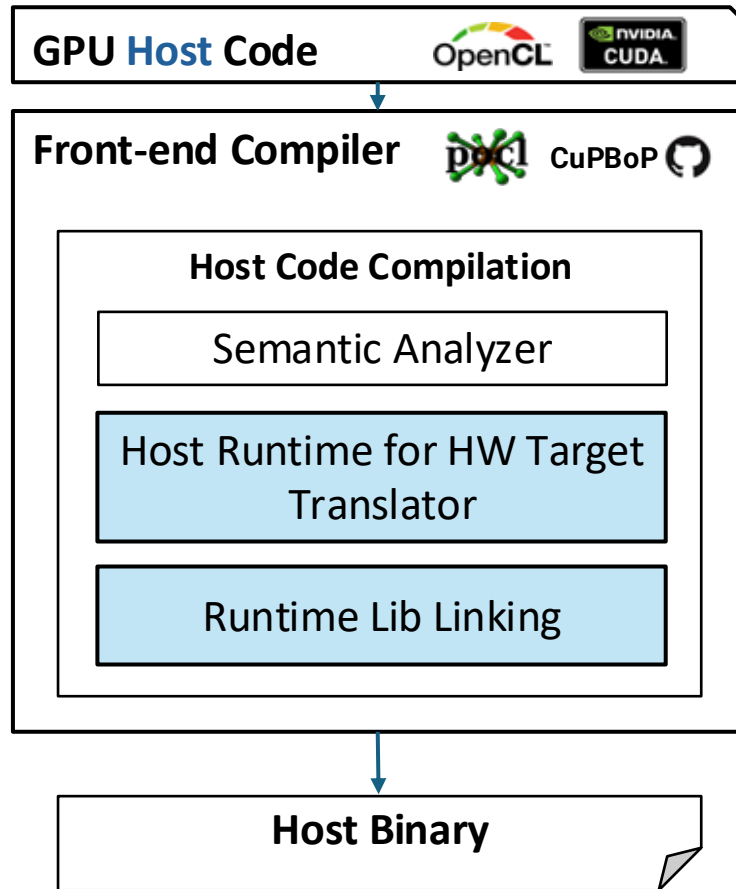 GPU Host Code OpenCL NVIDIA. CUDA.
Front-end Compiler pocl CuPBoP
Host Code Compilation
Semantic Analyzer
Host Runtime for HW Target
Translator
Runtime Lib Linking
Host Binary